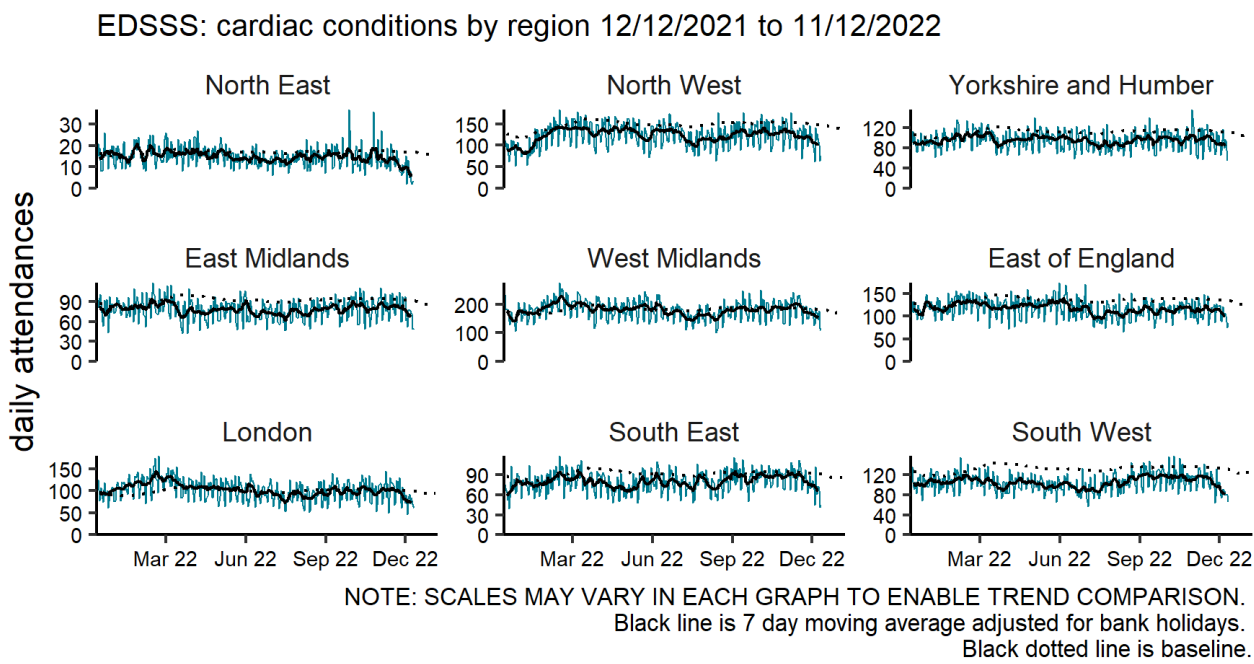 EDSSS: cardiac conditions by region 12/12/2021 to 11/12/2022
daily attendances
North East
30
20
10
0
North West
150
100
50
0
Yorkshire and Humber
120
80
40
0
East Midlands
90
60
30
0
West Midlands
200
100
0
East of England
150
100
50
0
London
150
100
50
0
Mar 22 Jun 22 Sep 22 Dec 22
South East
90
60
30
0
Mar 22 Jun 22 Sep 22 Dec 22
South West
120
80
40
0
Mar 22 Jun 22 Sep 22 Dec 22
NOTE: SCALES MAY VARY IN EACH GRAPH TO ENABLE TREND COMPARISON.
Black line is 7 day moving average adjusted for bank holidays.
Black dotted line is baseline.